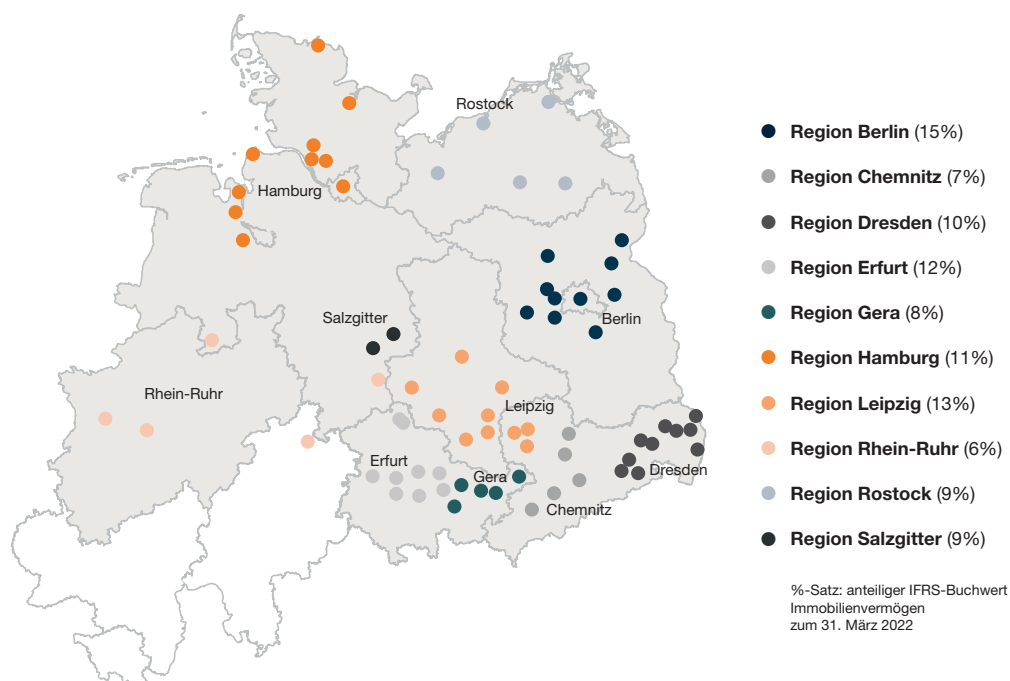 Rostock
Hamburg
Salzgitter
Berlin
Rhein-Ruhr
Leipzig
Erfurt
Gera
Dresden
Chemnitz
Region Berlin (15%)
Region Chemnitz (7%)
Region Dresden (10%)
Region Erfurt (12%)
Region Gera (8%)
Region Hamburg (11%)
Region Leipzig (13%)
Region Rhein-Ruhr (6%)
Region Rostock (9%)
Region Salzgitter (9%)
%-Satz: anteiliger IFRS-Buchwert
Immobilienvermögen
zum 31. März 2022